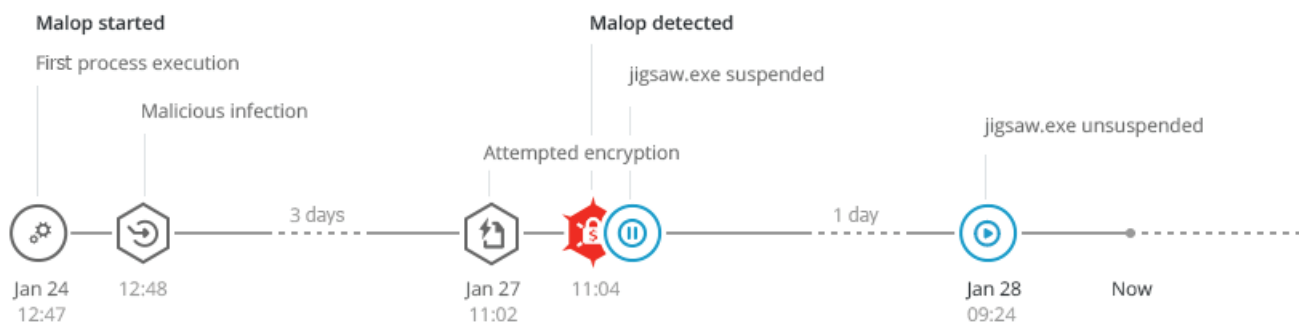 Malop started
Malop detected
First process execution
jigsaw.exe suspended
Malicious infection
jigsaw.exe unsuspended
Attempted encryption
3 days
1 day
$
Jan 24
12:48
Jan 27
11:04
Jan 28
Now
12:47
11:02
09:24